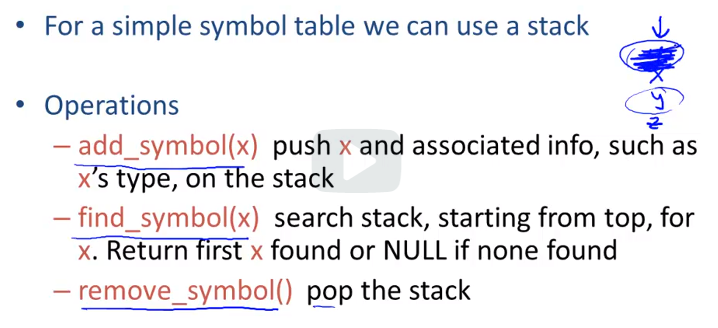 • For a simple symbol table we can use a stack
x
• Operations
y
z
– add_symbol(x) push x and associated info, such as
x's type, on the stack
– find_symbol(x) search stack, starting from top, for
x. Return first x found or NULL if none found
– remove_symbol() pop the stack